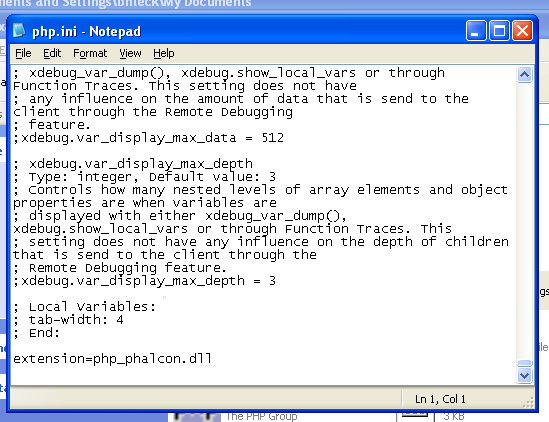 ments and Settings\bhleck\My Documents
php.ini - Notepad
File Edit Format View Help
; xdebug_var_dump(), xdebug.show_local_vars or through
Function Traces. This setting does not have
; any influence on the amount of data that is send to the
client through the Remote Debugging
; feature.
;xdebug.var_display_max_data = 512
; xdebug.var_display_max_depth
; Type: integer, Default value: 3
; Controls how many nested levels of array elements and object
properties are when variables are
; displayed with either xdebug_var_dump(),
xdebug.show_local_vars or through Function Traces. This
; setting does not have any influence on the depth of children
that is send to the client through the
; Remote Debugging feature.
;xdebug.var_display_max_depth = 3
; Local Variables:
; tab-width: 4
; End:
extension=php_phalcon.dll
Ln 1, Col 1
The PHP Group
3 KB